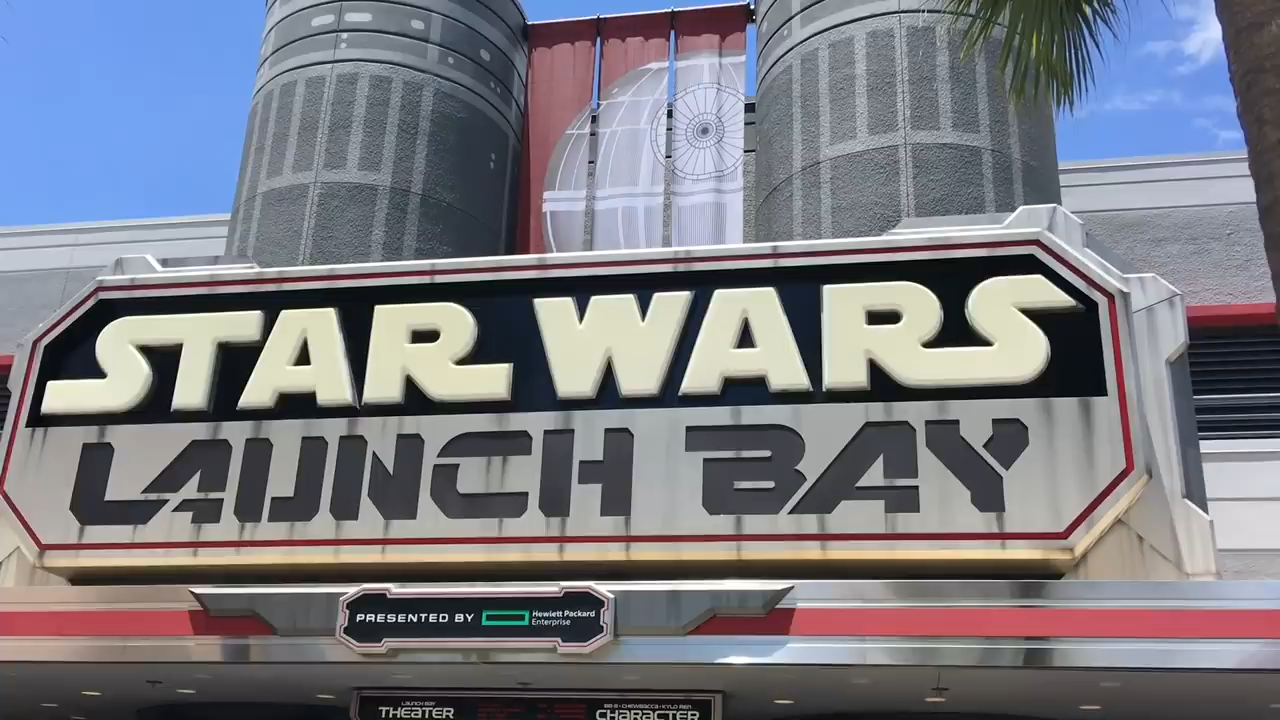 STAR WARS
LAUNCH BAY
PRESENTED BY Hewlett Packard Enterprise
LAUNCH BAY
THEATER
BB-8 • CHEWBACCA • KYLO REN
CHARACTER